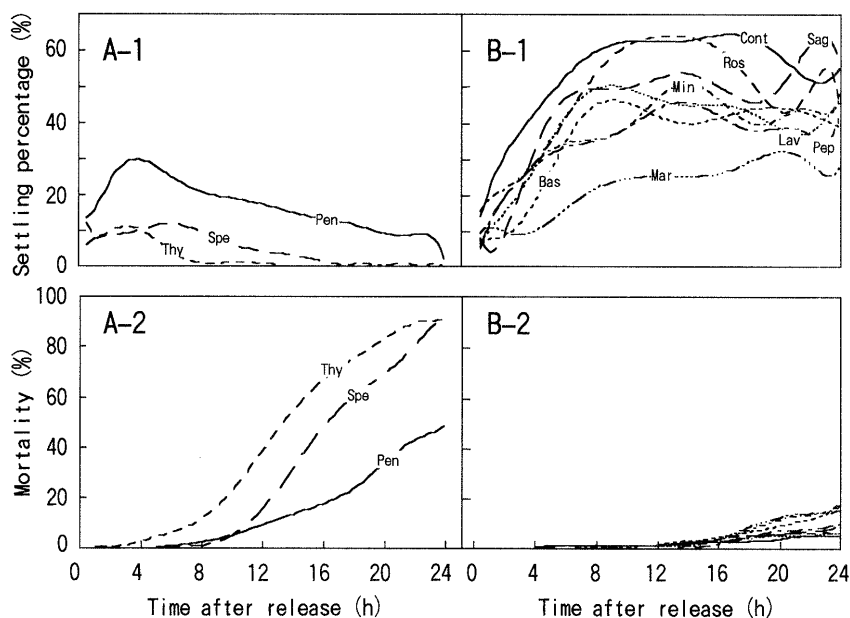 Settling percentage (%)
60
40
20
0
A-1
Pen
Spe
Thy
B-1
Cont
Sag
Ros
Min
Lav
Pep
Bas
Mar
Mortality (%)
100
80
60
40
20
0
A-2
Thy
Spe
Pen
B-2
0 4 8 12 16 20 24 0 4 8 12 16 20 24
Time after release (h) Time after release (h)